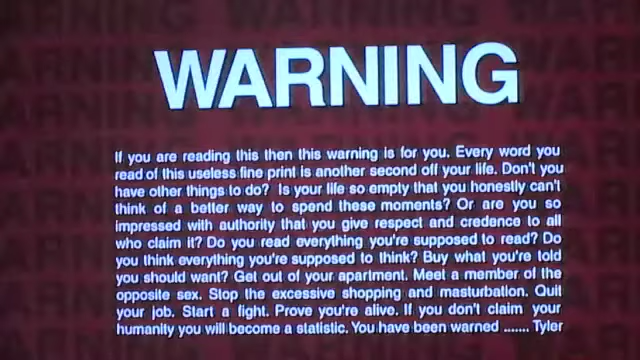 WARNING
If you are reading this then this warning is for you. Every word you
read of this useless fine print is another second off your life. Don't you
have other things to do? Is your life so empty that you honestly can't
think of a better way to spend these moments? Or are you so
impressed with authority that you give respect and credence to all
who claim it? Do you read everything you're supposed to read? Do
you think everything you're supposed to think? Buy what you're told
you should want? Get out of your apartment. Meet a member of the
opposite sex. Stop the excessive shopping and masturbation. Quit
your job. Start a fight. Prove you're alive. If you don't claim your
humanity you will become a statistic. You have been warned ....... Tyler